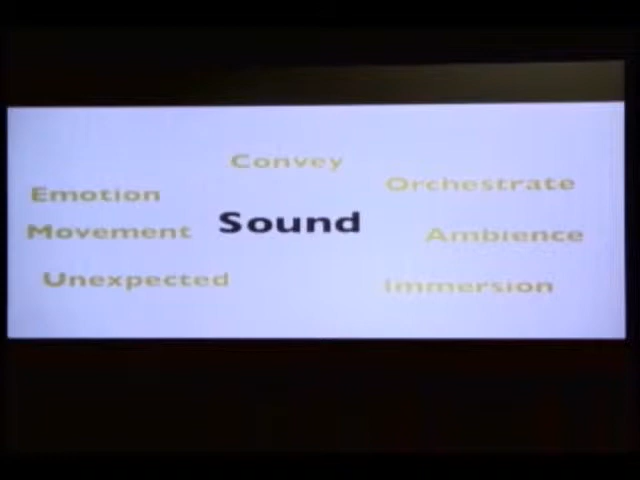 Convey
Emotion
Orchestrate
Movement
Sound
Ambience
Unexpected
Immersion